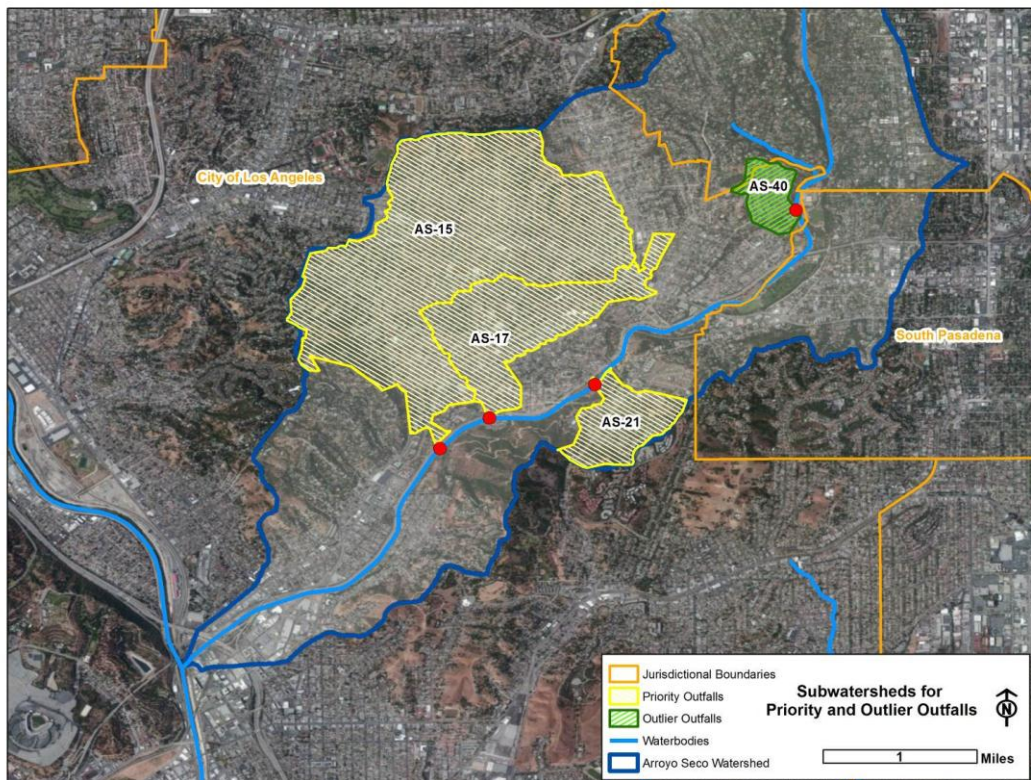 City of Los Angeles
AS-40
AS-15
AS-17
South Pasadena
AS-21
Subwatersheds for
Priority and Outlier Outfalls
N
Jurisdictional Boundaries
Priority Outfalls
Outlier Outfalls
Waterbodies
Arroyo Seco Watershed
1
Miles